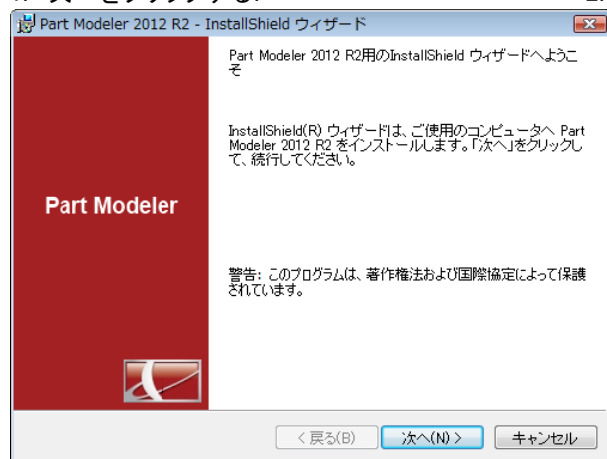 Part Modeler 2012 R2 - InstallShield ウィザード
Part Modeler 2012 R2用のInstallShield ウィザードへようこ
そ
InstallShield(R) ウィザードは、ご使用のコンピュータへ Part
Modeler 2012 R2 をインストールします。「次へ」をクリックし
て、続行してください。
Part Modeler
警告: このプログラムは、著作権法および国際協定によって保護
されています。
< 戻る(B)
次へ(N) >
キャンセル